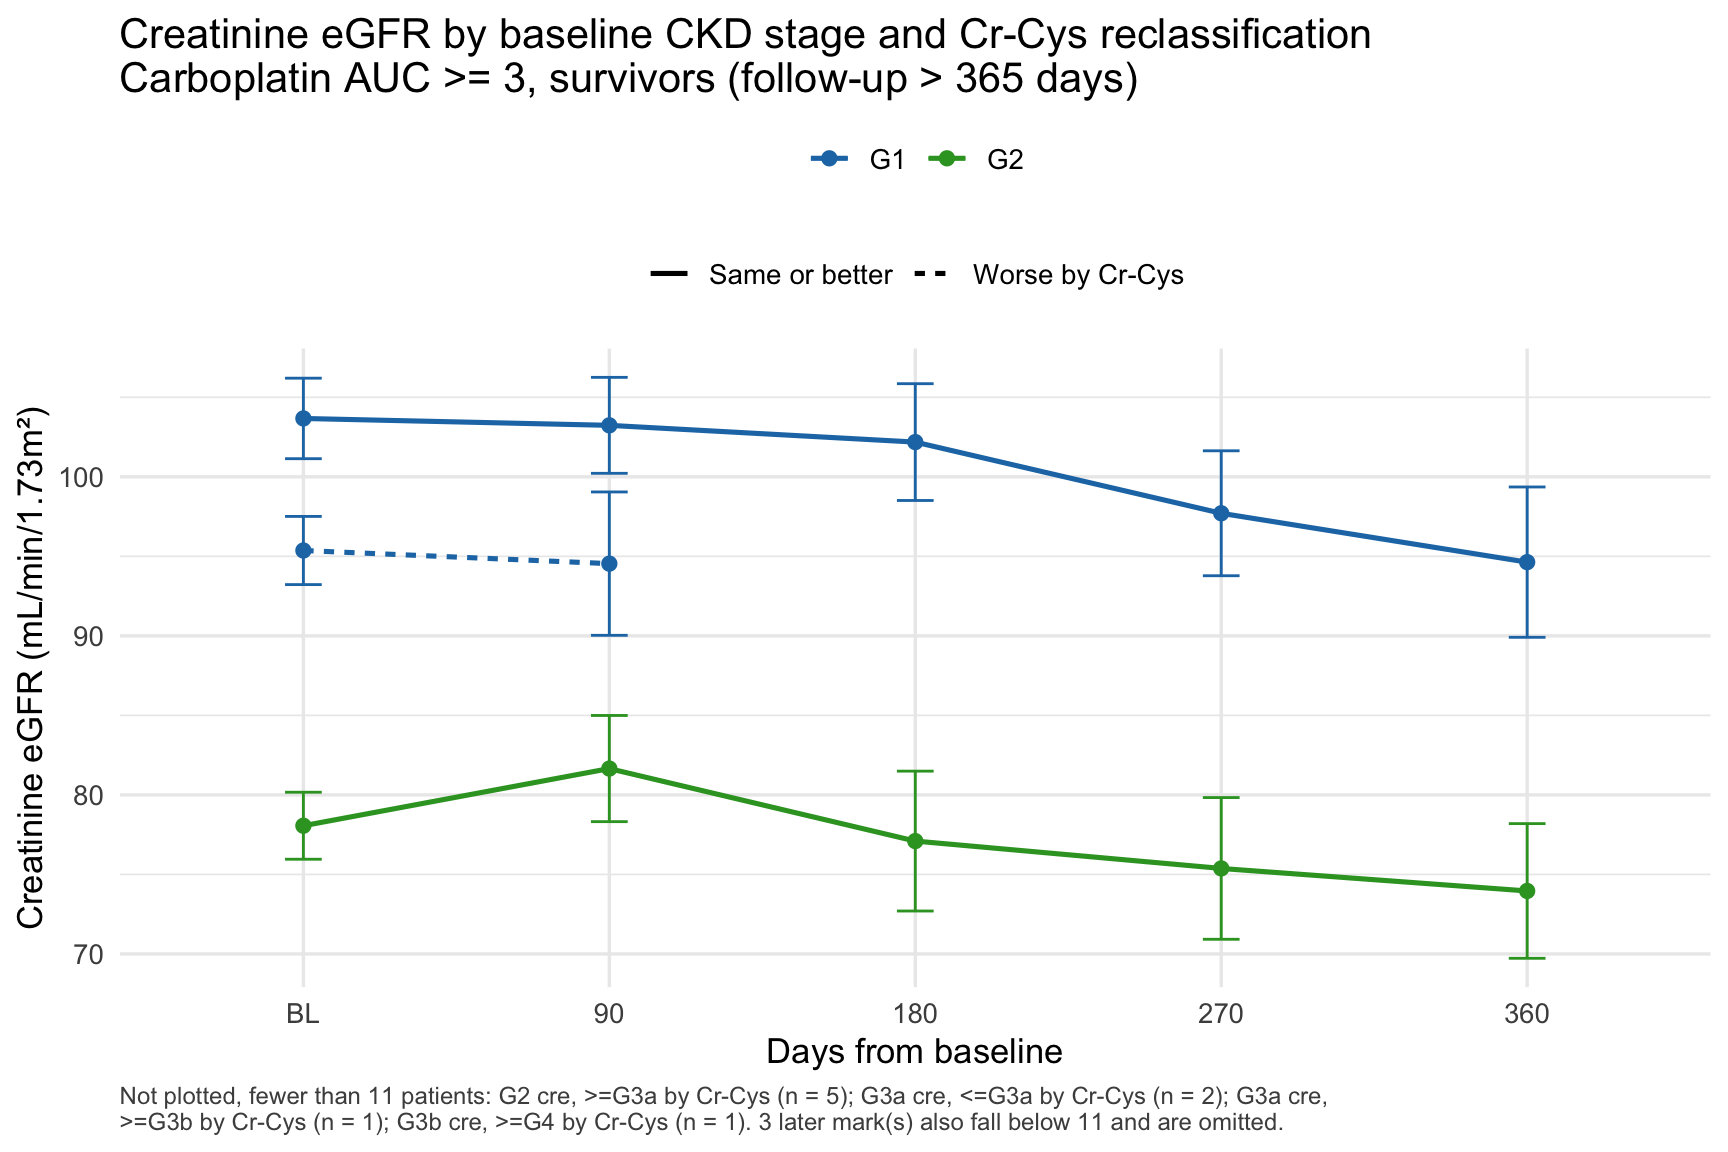 Creatinine eGFR by baseline CKD stage and Cr-Cys reclassification
Carboplatin AUC >= 3, survivors (follow-up > 365 days)
G1 G2
Same or better Worse by Cr-Cys
Creatinine eGFR (mL/min/1.73m²)
100
90
80
70
BL 90 180 270 360
Days from baseline
Not plotted, fewer than 11 patients: G2 cre, >=G3a by Cr-Cys (n = 5); G3a cre, <=G3a by Cr-Cys (n = 2); G3a cre,
>=G3b by Cr-Cys (n = 1); G3b cre, >=G4 by Cr-Cys (n = 1). 3 later mark(s) also fall below 11 and are omitted.